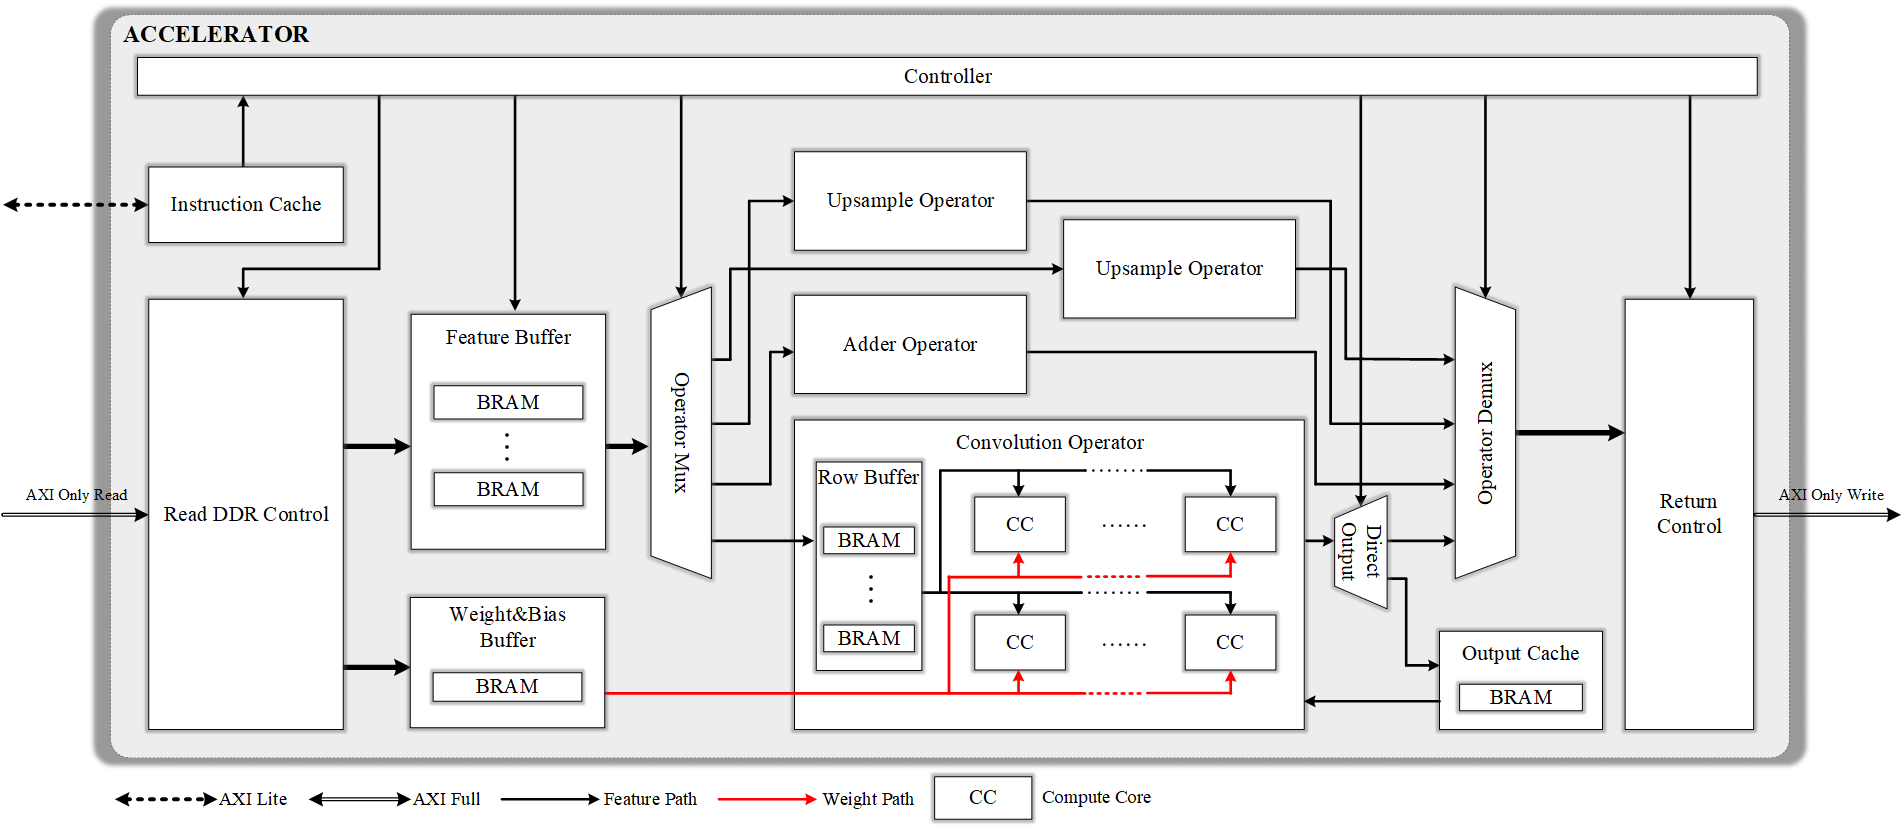 ACCELERATOR
Controller
Instruction Cache
Upsample Operator
Upsample Operator
Feature Buffer
BRAM
BRAM
Operator Mux
Adder Operator
Operator Demux
Convolution Operator
Row Buffer
BRAM
BRAM
CC
......
CC
CC
......
CC
Direct
Output
AXI Only Read
Read DDR Control
Return
Control
AXI Only Write
Weight&Bias
Buffer
BRAM
Output Cache
BRAM
AXI Lite
AXI Full
Feature Path
Weight Path
CC
Compute Core